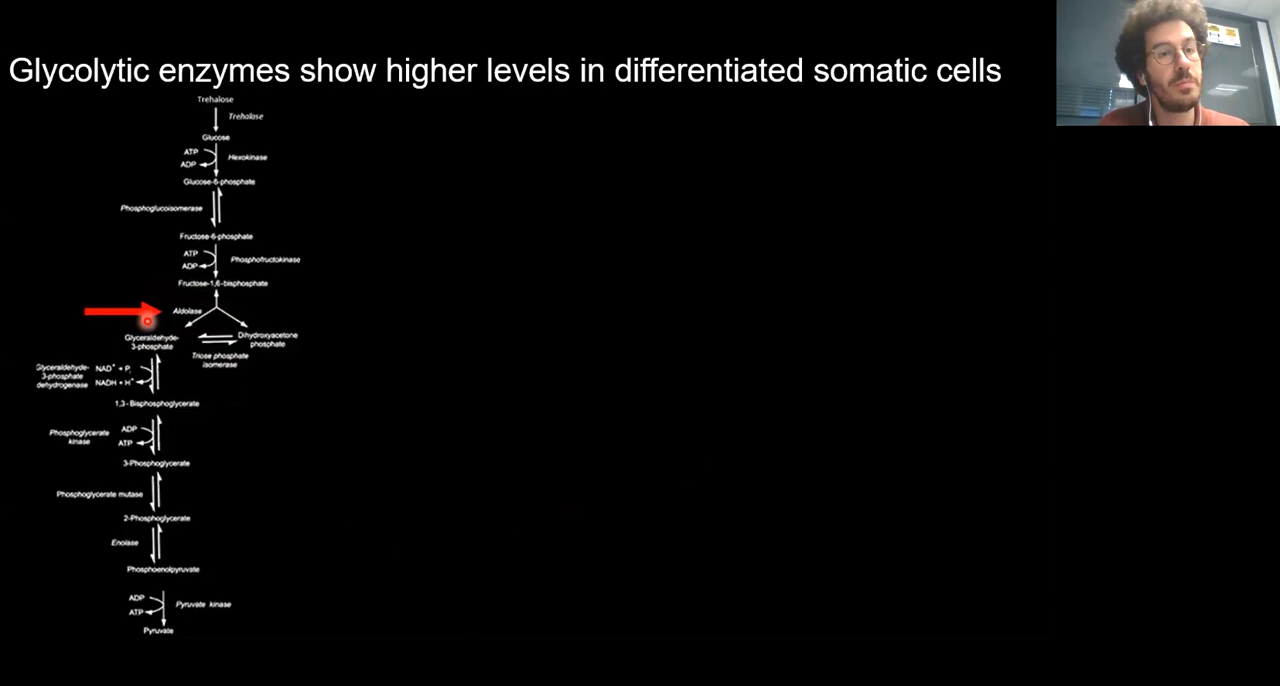 Glycolytic enzymes show higher levels in differentiated somatic cells
Trehalose
Trehalase
Glucose
ATP
ADP
Hexokinase
Glucose-6-phosphate
Phosphoglucoisomerase
Fructose-6-phosphate
ATP
ADP
Phosphofructokinase
Fructose-1,6-bisphosphate
Aldolase
Glyceraldehyde-
3-phosphate
Dihydroxyacetone
phosphate
Triose phosphate
isomerase
Glyceraldehyde-
3-phosphate
dehydrogenase
NAD+ + Pi
NADH + H+
1,3- Bisphosphoglycerate
Phosphoglycerate
kinase
ADP
ATP
3-Phosphoglycerate
Phosphoglycerate mutase
2-Phosphoglycerate
Enolase
Phosphoenolpyruvate
ADP
ATP
Pyruvate kinase
Pyruvate